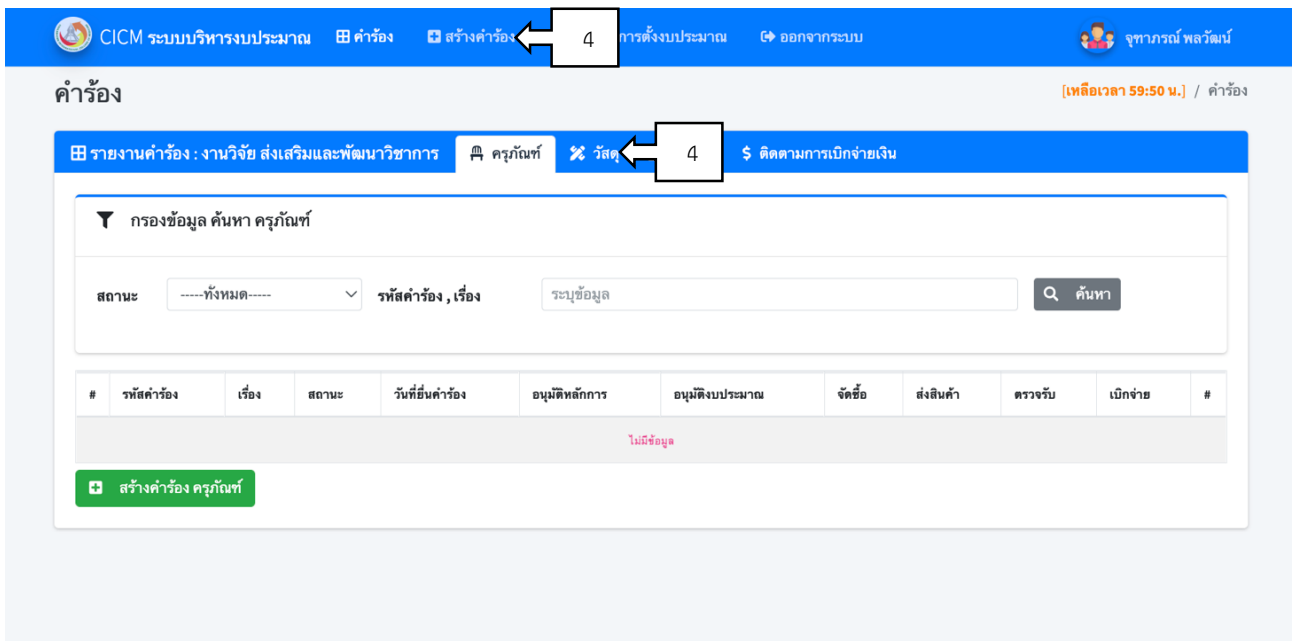 CICM ระบบบริหารงบประมาณ คำร้อง สร้างคำร้อง 4 การตั้งงบประมาณ ออกจากระบบ จุฑาภรณ์ พลวัฒน์
คำร้อง [เหลือเวลา 59:50 น.] / คำร้อง
รายงานคำร้อง : งานวิจัย ส่งเสริมและพัฒนาวิชาการ ครุภัณฑ์ วัสดุ 4 $ ติดตามการเบิกจ่ายเงิน
กรองข้อมูล ค้นหา ครุภัณฑ์
สถานะ -----ทั้งหมด----- รหัสคำร้อง , เรื่อง ระบุข้อมูล ค้นหา
# รหัสคำร้อง เรื่อง สถานะ วันที่ยื่นคำร้อง อนุมัติหลักการ อนุมัติงบประมาณ จัดซื้อ ส่งสินค้า ตรวจรับ เบิกจ่าย #
ไม่มีข้อมูล
สร้างคำร้อง ครุภัณฑ์